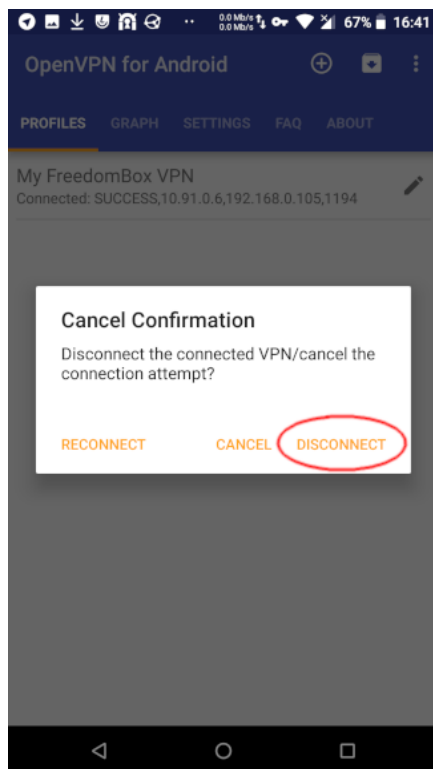 0.0 Mb/s
0.0 Mb/s
67%
16:41
OpenVPN for Android
PROFILES GRAPH SETTINGS FAQ ABOUT
My FreedomBox VPN
Connected: SUCCESS,10.91.0.6,192.168.0.105,1194
Cancel Confirmation
Disconnect the connected VPN/cancel the
connection attempt?
RECONNECT CANCEL DISCONNECT